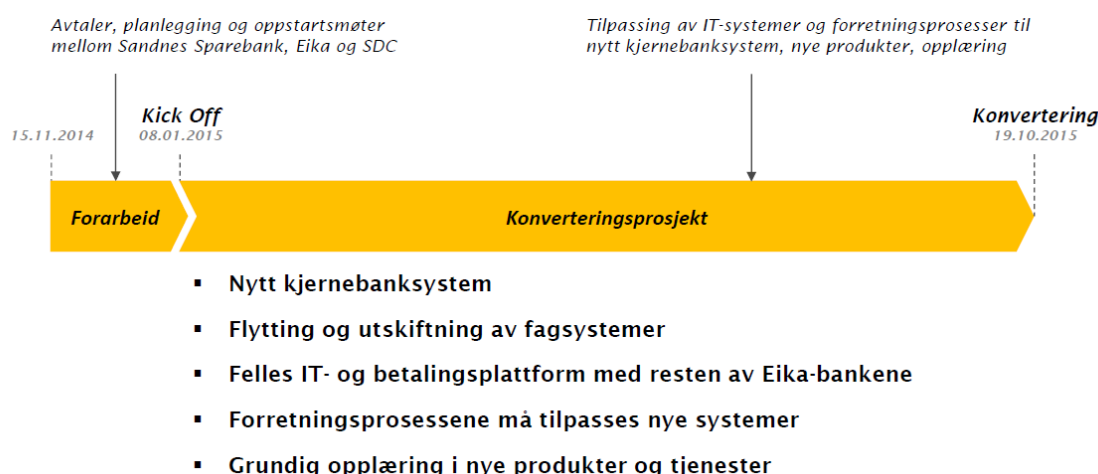 Avtaler, planlegging og oppstartsmøter
mellom Sandnes Sparebank, Eika og SDC
Tilpassing av IT-systemer og forretningsprosesser til
nytt kjernebanksystem, nye produkter, opplæring
15.11.2014
Kick Off
08.01.2015
Konvertering
19.10.2015
Forarbeid
Konverteringsprosjekt
▪ Nytt kjernebanksystem
▪ Flytting og utskiftning av fagsystemer
▪ Felles IT- og betalingsplattform med resten av Eika-bankene
▪ Forretningsprosessene må tilpasses nye systemer
▪ Grundig opplæring i nye produkter og tjenester